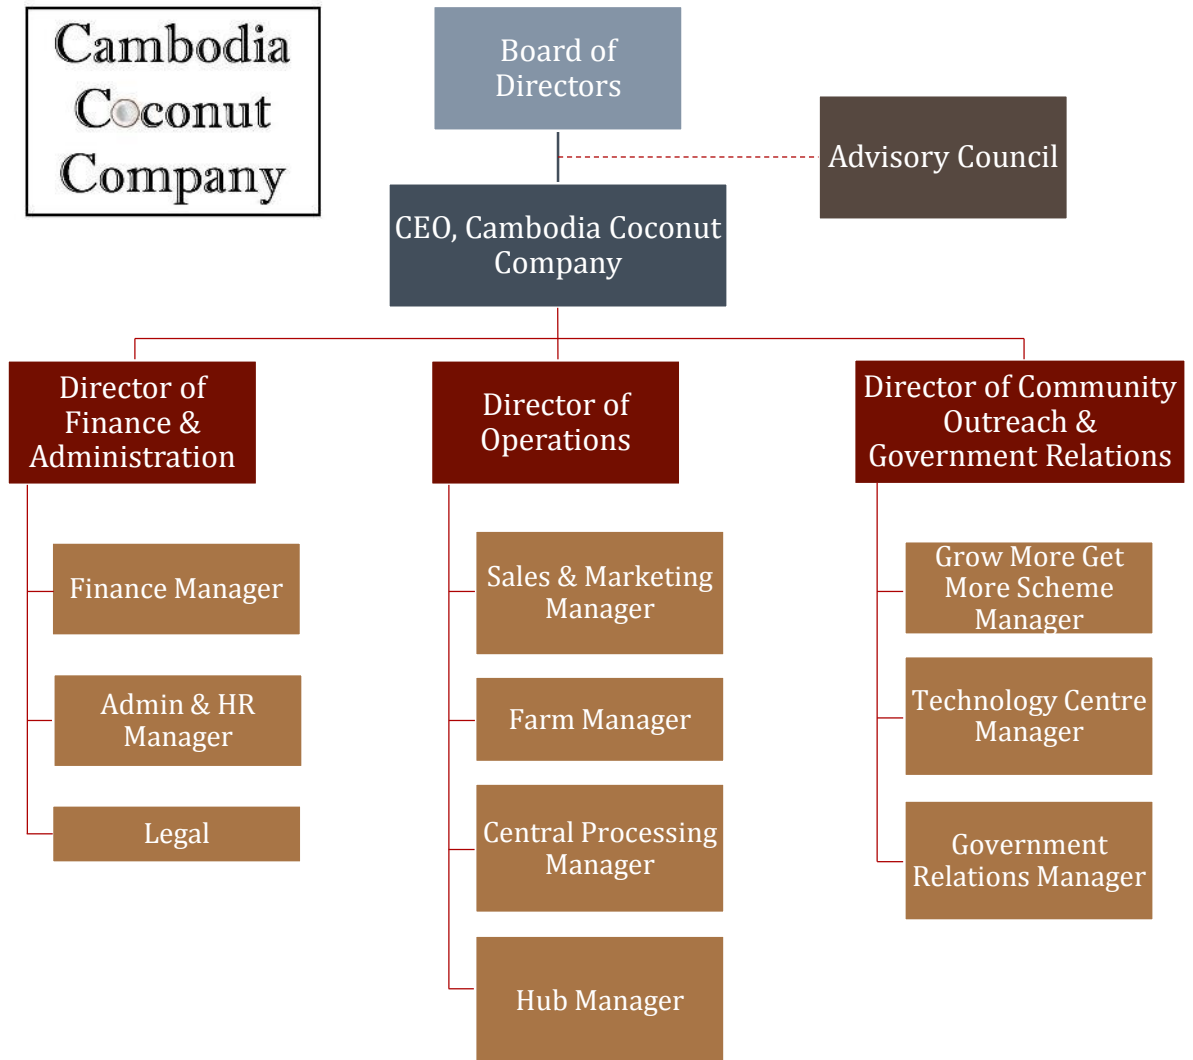 Cambodia
Coconut
Company
Board of
Directors
Advisory Council
CEO, Cambodia Coconut
Company
Director of
Finance &
Administration
Director of
Operations
Director of Community
Outreach &
Government Relations
Finance Manager
Admin & HR
Manager
Legal
Sales & Marketing
Manager
Farm Manager
Central Processing
Manager
Hub Manager
Grow More Get
More Scheme
Manager
Technology Centre
Manager
Government
Relations Manager